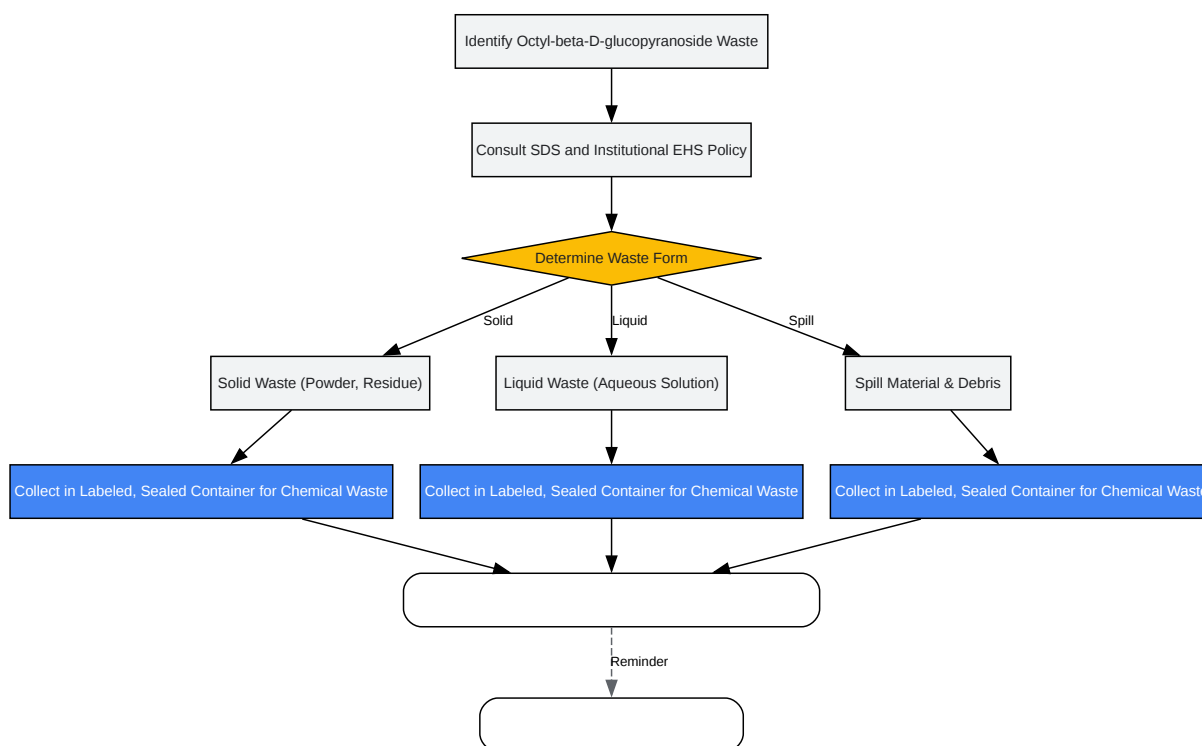 Identify Octyl-beta-D-glucopyranoside Waste
Consult SDS and Institutional EHS Policy
Determine Waste Form
Solid
Liquid
Spill
Solid Waste (Powder, Residue)
Liquid Waste (Aqueous Solution)
Spill Material & Debris
Collect in Labeled, Sealed Container for Chemical Waste
Collect in Labeled, Sealed Container for Chemical Waste
Collect in Labeled, Sealed Container for Chemical Waste
Reminder